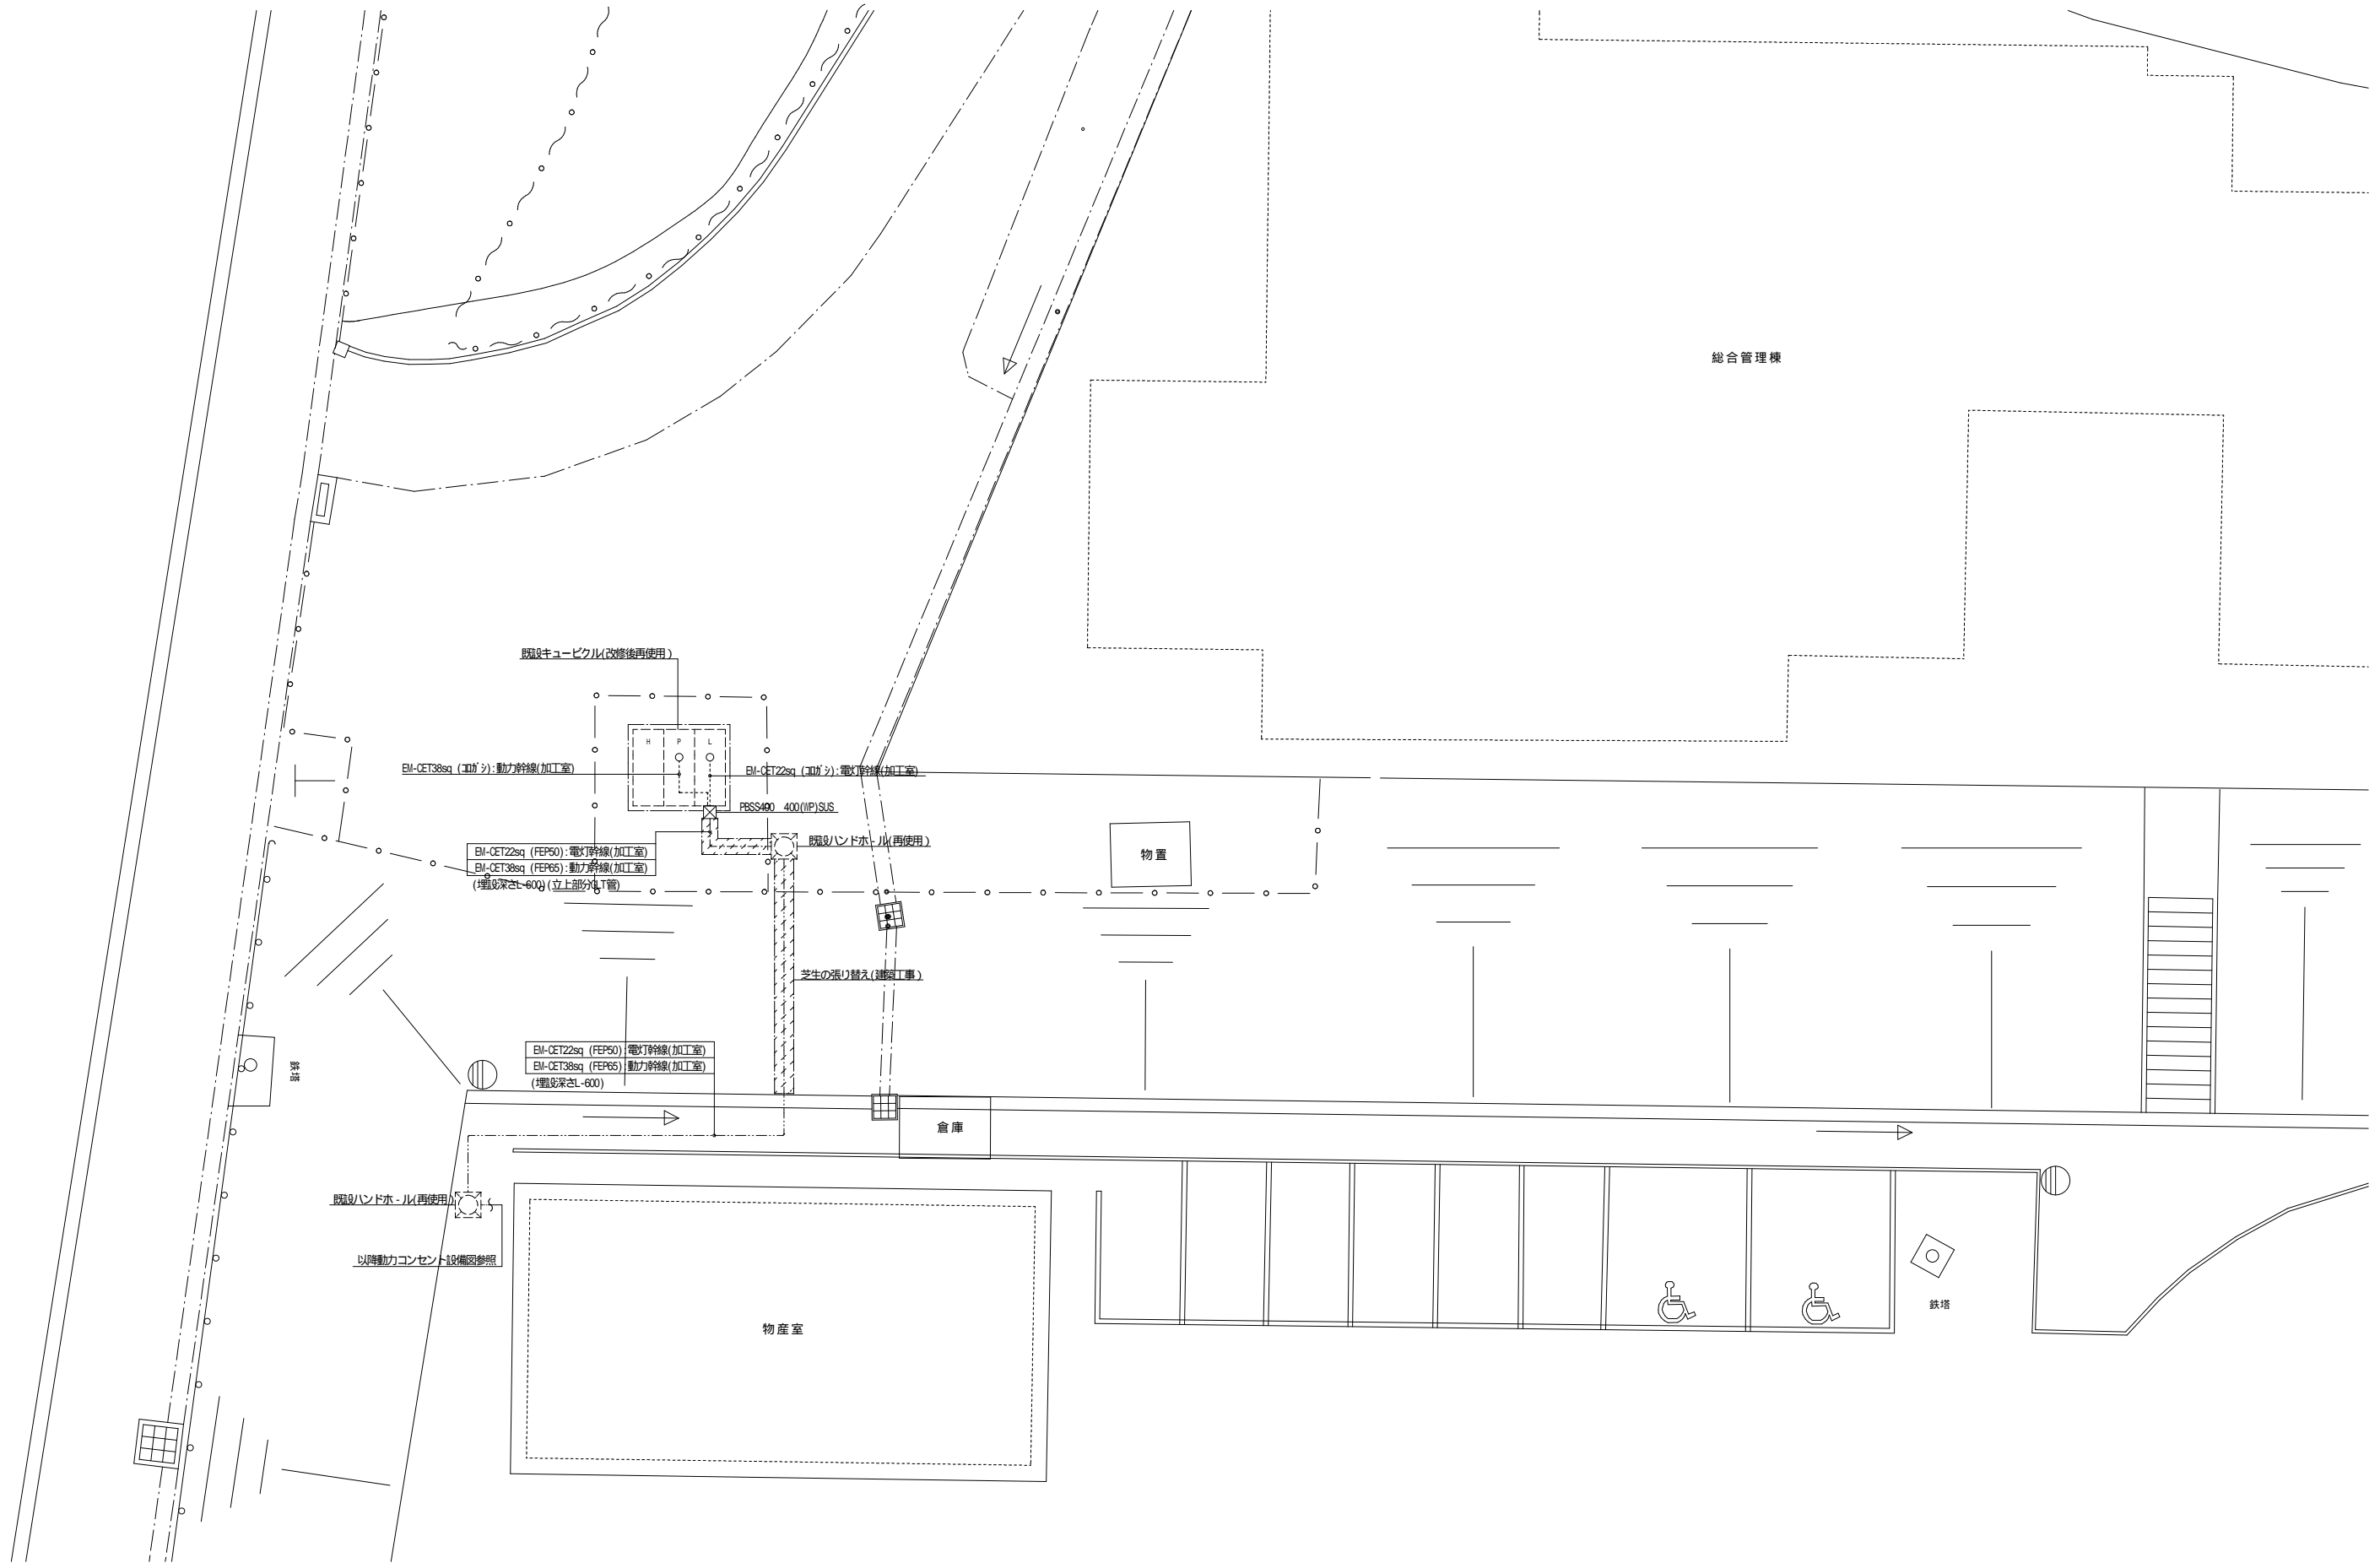 総合管理棟
既設キュービクル(改修後再使用)
H P L
EM-CET38sq (コロガシ):動力幹線(加工室)
EM-CET22sq (コロガシ):電灯幹線(加工室)
PBSS400 400(WP)SUS
既設ハンドホ-ル(再使用)
EM-CET22sq (FEP50):電灯幹線(加工室)
EM-CET38sq (FEP65):動力幹線(加工室)
(埋設深さL-600)(立上部分GLT管)
物置
芝生の張り替え(建築工事)
EM-CET22sq (FEP50):電灯幹線(加工室)
EM-CET38sq (FEP65):動力幹線(加工室)
(埋設深さL-600)
鉄塔
倉庫
既設ハンドホ-ル(再使用)
以降動力コンセント設備図参照
物産室
鉄塔